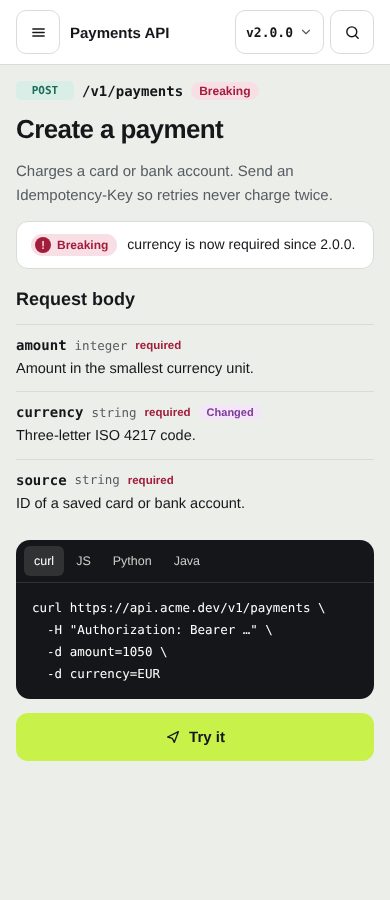 Payments API
v2.0.0
POST /v1/payments Breaking
Create a payment
Charges a card or bank account. Send an
Idempotency-Key so retries never charge twice.
! Breaking currency is now required since 2.0.0.
Request body
amount integer required
Amount in the smallest currency unit.
currency string required Changed
Three-letter ISO 4217 code.
source string required
ID of a saved card or bank account.
curl JS Python Java
curl https://api.acme.dev/v1/payments \
-H "Authorization: Bearer …" \
-d amount=1050 \
-d currency=EUR
Try it